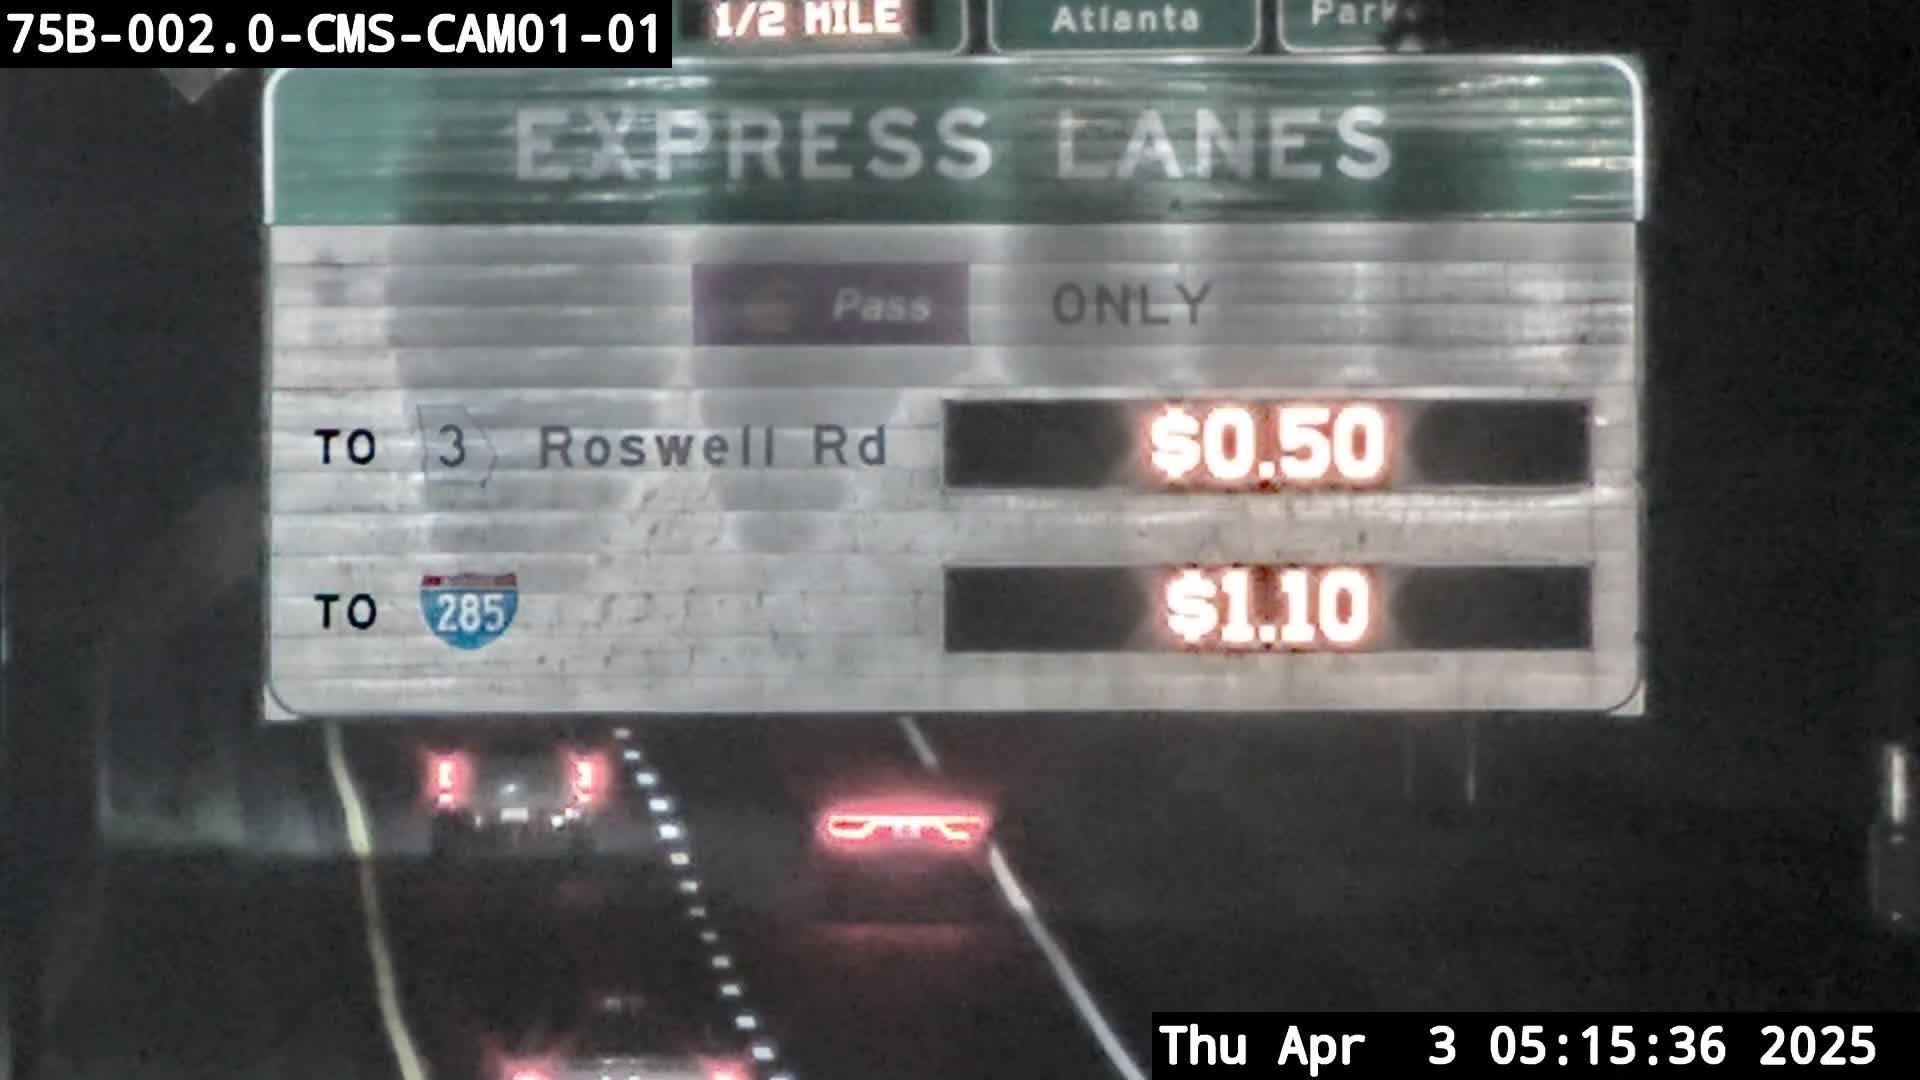 75B-002.0-CMS-CAM01-01
1/2 MILE
Atlanta
Park
EXPRESS LANES
Pass ONLY
TO 3 Roswell Rd $0.50
TO 285 $1.10
Thu Apr 3 05:15:36 2025